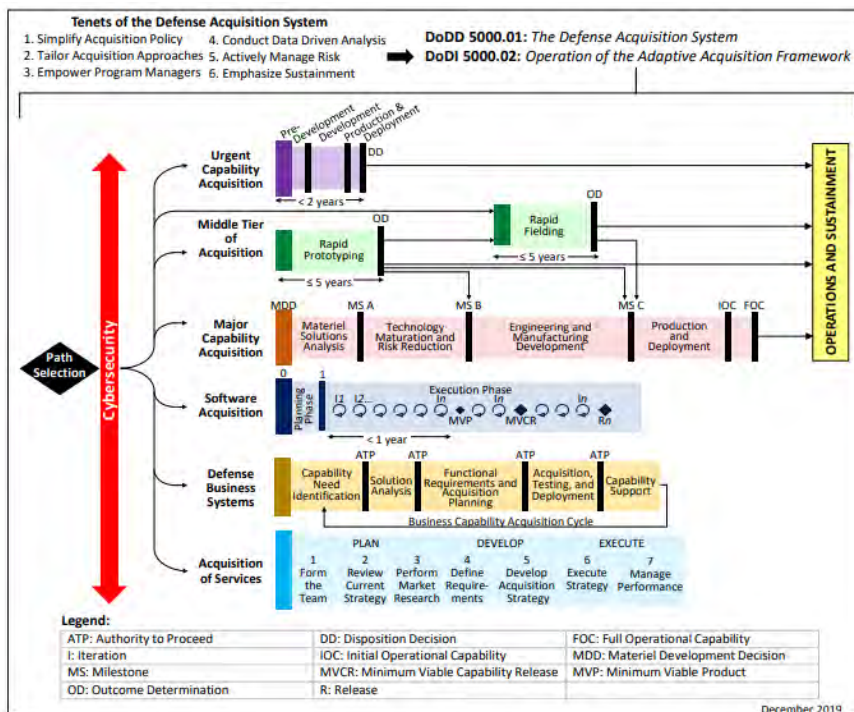 Tenets of the Defense Acquisition System
1. Simplify Acquisition Policy
2. Tailor Acquisition Approaches
3. Empower Program Managers
4. Conduct Data Driven Analysis
5. Actively Manage Risk
6. Emphasize Sustainment
DoDD 5000.01: The Defense Acquisition System
DoDI 5000.02: Operation of the Adaptive Acquisition Framework
Path
Selection
Cybersecurity
OPERATIONS AND SUSTAINMENT
Urgent
Capability
Acquisition
Pre-
Development
Development
Production &
Deployment
DD
< 2 years
Middle Tier
of
Acquisition
Rapid
Prototyping
OD
≤ 5 years
Rapid
Fielding
OD
≤ 5 years
Major
Capability
Acquisition
MDD
Materiel
Solutions
Analysis
MS A
Technology
Maturation and
Risk Reduction
MS B
Engineering and
Manufacturing
Development
MS C
Production
and
Deployment
IOC
FOC
Software
Acquisition
0
Planning
Phase
1
Execution Phase
I1
I2...
In
MVP
In
MVCR
In
Rn
< 1 year
Defense
Business
Systems
Capability
Need
Identification
ATP
Solution
Analysis
ATP
Functional
Requirements and
Acquisition
Planning
ATP
Acquisition,
Testing, and
Deployment
ATP
Capability
Support
Business Capability Acquisition Cycle
Acquisition
of Services
PLAN
DEVELOP
EXECUTE
1
Form
the
Team
2
Review
Current
Strategy
3
Perform
Market
Research
4
Define
Require-
ments
5
Develop
Acquisition
Strategy
6
Execute
Strategy
7
Manage
Performance
Legend:
ATP: Authority to Proceed
DD: Disposition Decision
FOC: Full Operational Capability
I: Iteration
IOC: Initial Operational Capability
MDD: Materiel Development Decision
MS: Milestone
MVCR: Minimum Viable Capability Release
MVP: Minimum Viable Product
OD: Outcome Determination
R: Release
December 2019